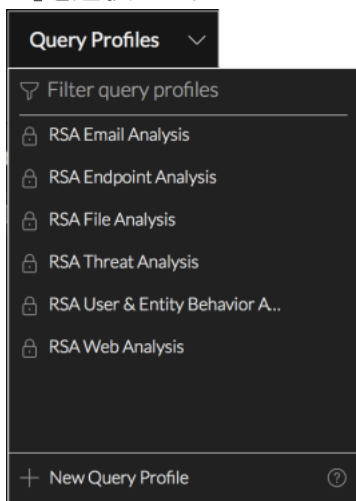 Query Profiles
Filter query profiles
RSA Email Analysis
RSA Endpoint Analysis
RSA File Analysis
RSA Threat Analysis
RSA User & Entity Behavior A...
RSA Web Analysis
New Query Profile